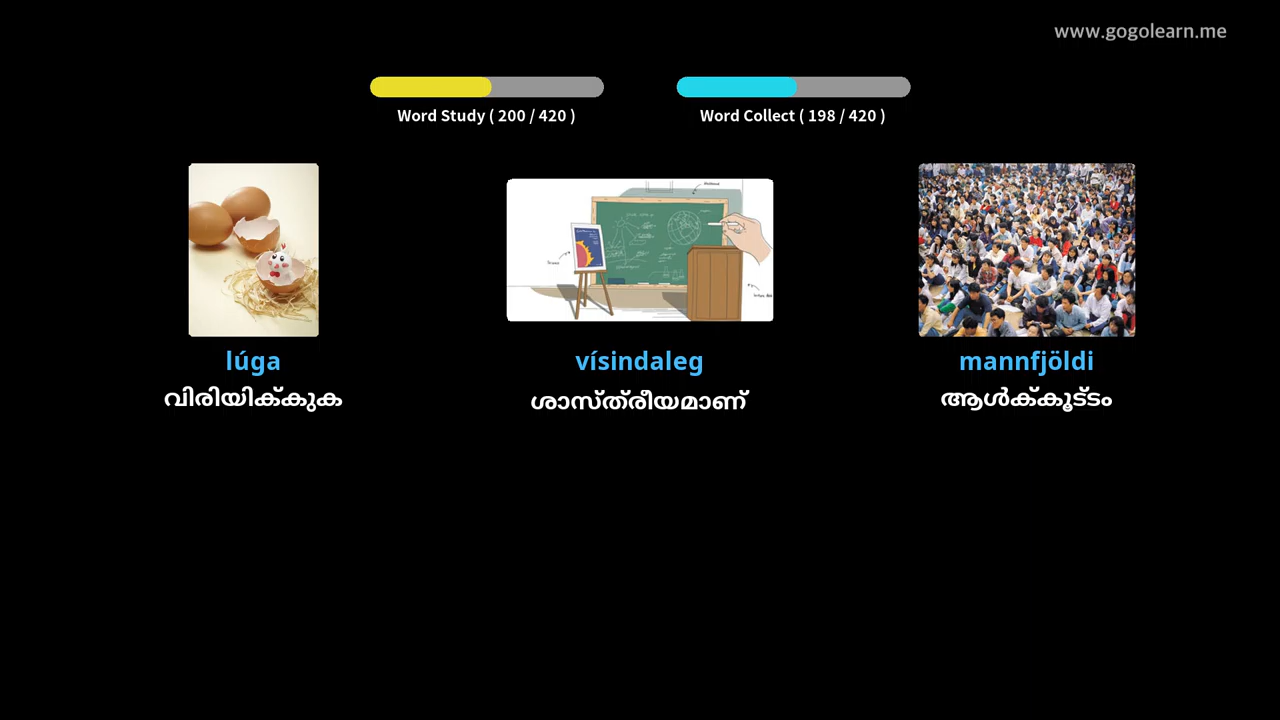 www.gogolearn.me
Word Study ( 200 / 420 )
Word Collect ( 198 / 420 )
lúga
vísindaleg
mannfjöldi
വിരിയിക്കുക
ശാസ്ത്രീയമാണ്
ആൾക്കൂട്ടം